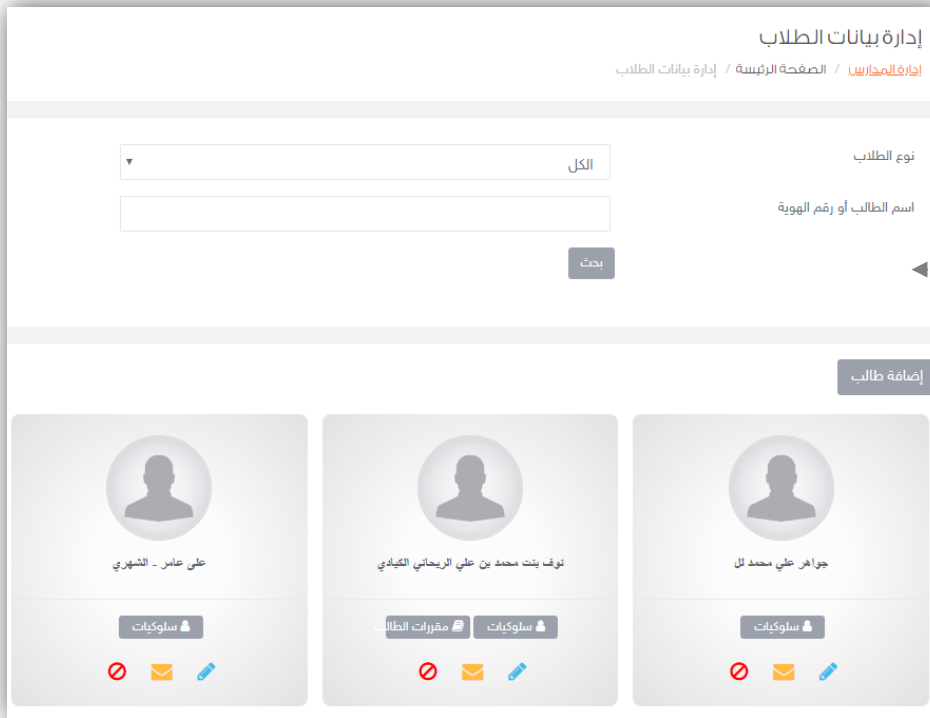 إدارة بيانات الطلاب
إدارة المدارس / الصفحة الرئيسة / إدارة بيانات الطلاب
نوع الطلاب
الكل
اسم الطالب أو رقم الهوية
بحث
إضافة طالب
جواهر علي محمد لل
سلوكيات
نوف بنت محمد بن علي الريحاني الكيادي
سلوكيات
مقررات الطالب
على عامر - الشهري
سلوكيات